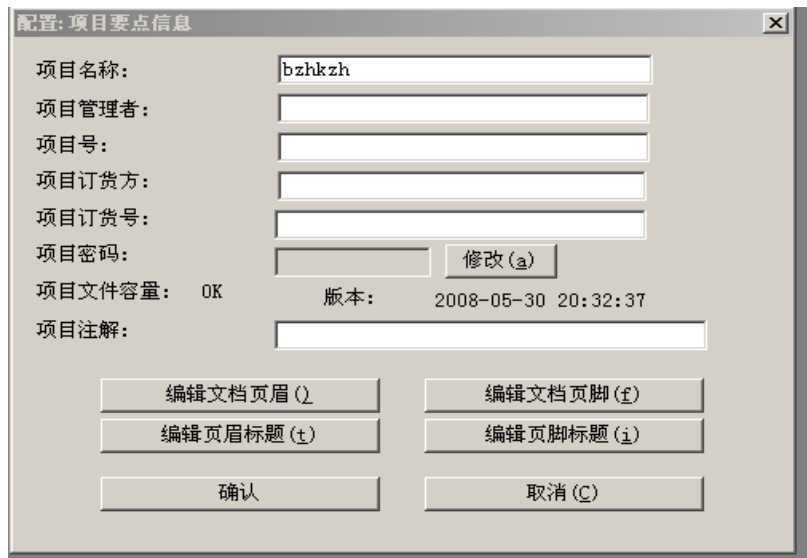 配置:项目要点信息
项目名称: bzhkzh
项目管理者:
项目号:
项目订货方:
项目订货号:
项目密码: 修改(a)
项目文件容量: OK 版本: 2008-05-30 20:32:37
项目注解:
编辑文档页眉() 编辑文档页脚(f)
编辑页眉标题(t) 编辑页脚标题(i)
确认 取消(C)